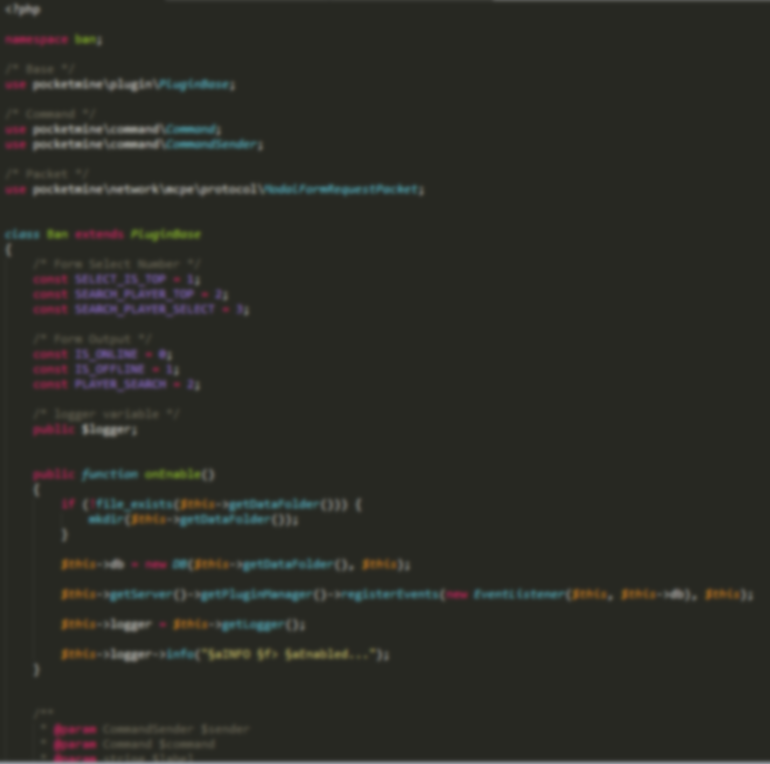 <?php
namespace ban;
/* Base */
use pocketmine\plugin\PluginBase;
/* Command */
use pocketmine\command\Command;
use pocketmine\command\CommandSender;
/* Packet */
use pocketmine\network\mcpe\protocol\ModalFormRequestPacket;
class Ban extends PluginBase
{
/* Form Select Number */
const SELECT_IS_TOP = 1;
const SEARCH_PLAYER_TOP = 2;
const SEARCH_PLAYER_SELECT = 3;
/* Form Output */
const IS_ONLINE = 0;
const IS_OFFLINE = 1;
const PLAYER_SEARCH = 2;
/* logger variable */
public $logger;
public function onEnable()
{
if (!file_exists($this->getDataFolder())) {
mkdir($this->getDataFolder());
}
$this->db = new DB($this->getDataFolder(), $this);
$this->getServer()->getPluginManager()->registerEvents(new EventListener($this, $this->db), $this);
$this->logger = $this->getLogger();
$this->logger->info("§aINFO §f> §aEnabled...");
}
/**
* @param CommandSender $sender
* @param Command $command
* @param string $label